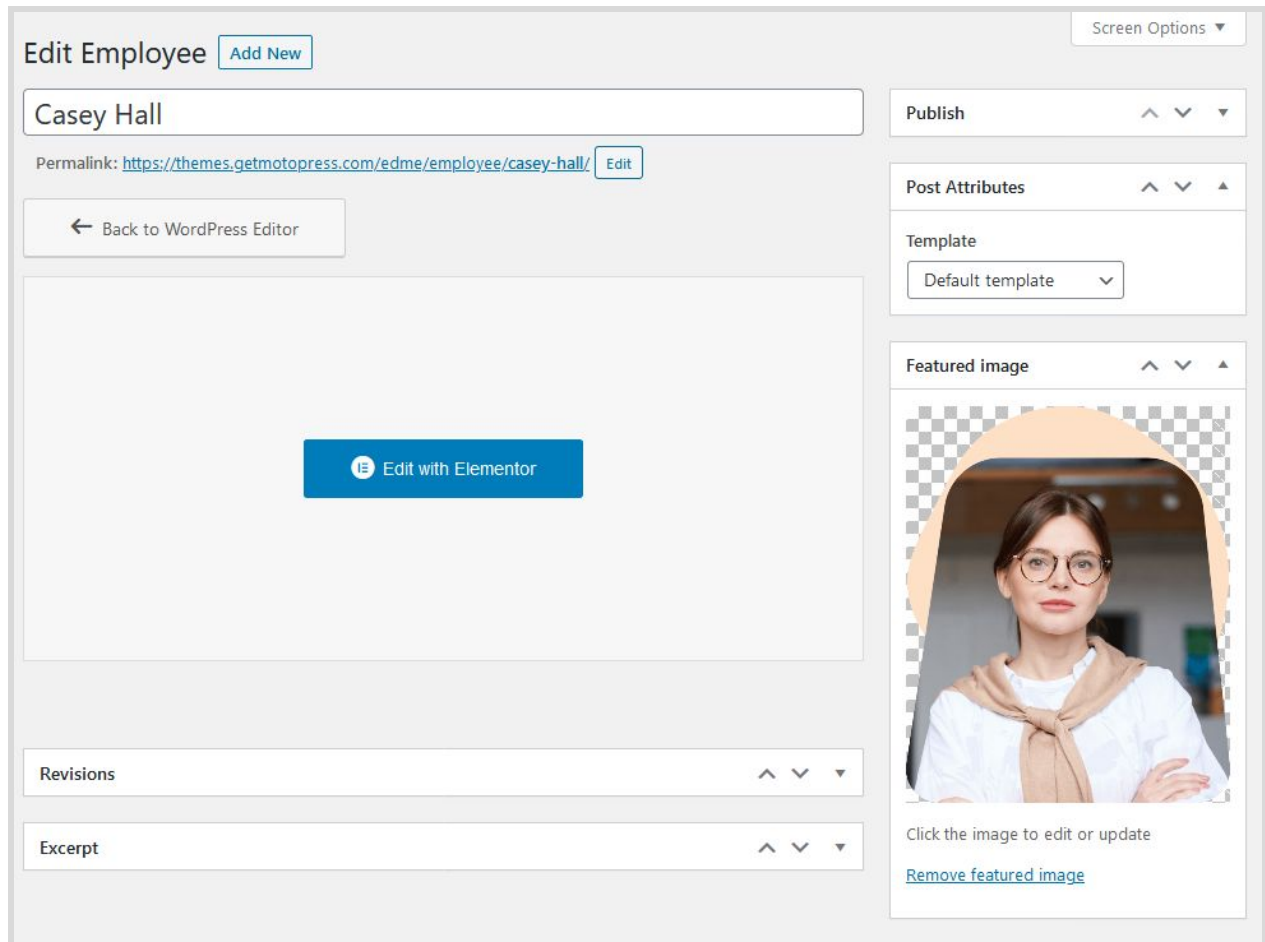 Screen Options
Edit Employee Add New
Casey Hall
Permalink: https://themes.getmotopress.com/edme/employee/casey-hall/ Edit
Back to WordPress Editor
Edit with Elementor
Revisions
Excerpt
Publish
Post Attributes
Template
Default template
Featured image
Click the image to edit or update
Remove featured image